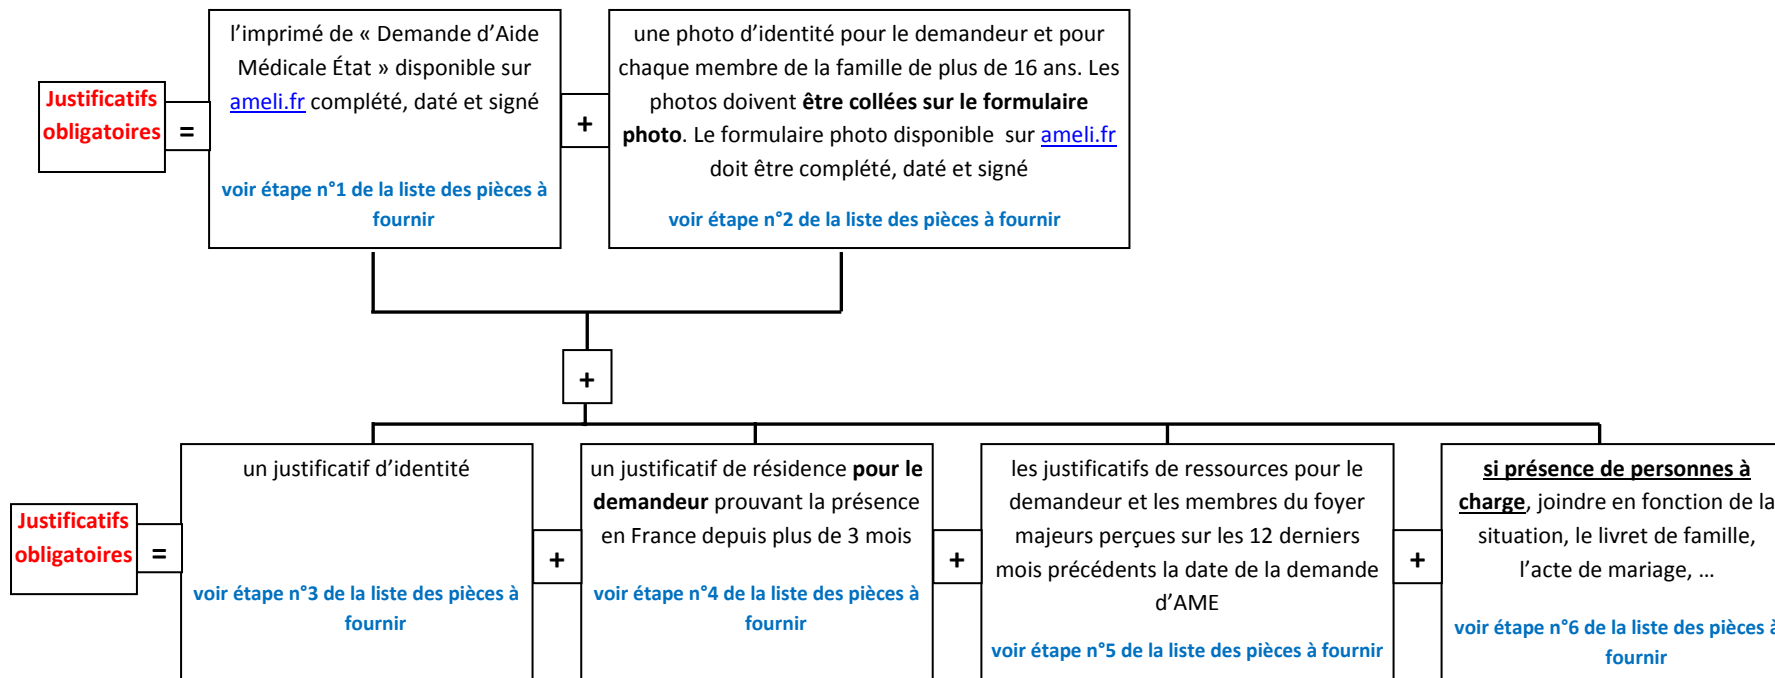 Justificatifs
obligatoires
=
l’imprimé de « Demande d’Aide
Médicale État » disponible sur
ameli.fr complété, daté et signé
voir étape n°1 de la liste des pièces à
fournir
+
une photo d’identité pour le demandeur et pour
chaque membre de la famille de plus de 16 ans. Les
photos doivent être collées sur le formulaire
photo. Le formulaire photo disponible sur ameli.fr
doit être complété, daté et signé
voir étape n°2 de la liste des pièces à fournir
+
Justificatifs
obligatoires
=
un justificatif d’identité
voir étape n°3 de la liste des pièces à
fournir
+
un justificatif de résidence pour le
demandeur prouvant la présence
en France depuis plus de 3 mois
voir étape n°4 de la liste des pièces à
fournir
+
les justificatifs de ressources pour le
demandeur et les membres du foyer
majeurs perçues sur les 12 derniers
mois précédents la date de la demande
d’AME
voir étape n°5 de la liste des pièces à fournir
+
si présence de personnes à
charge, joindre en fonction de la
situation, le livret de famille,
l’acte de mariage, …
voir étape n°6 de la liste des pièces à
fournir